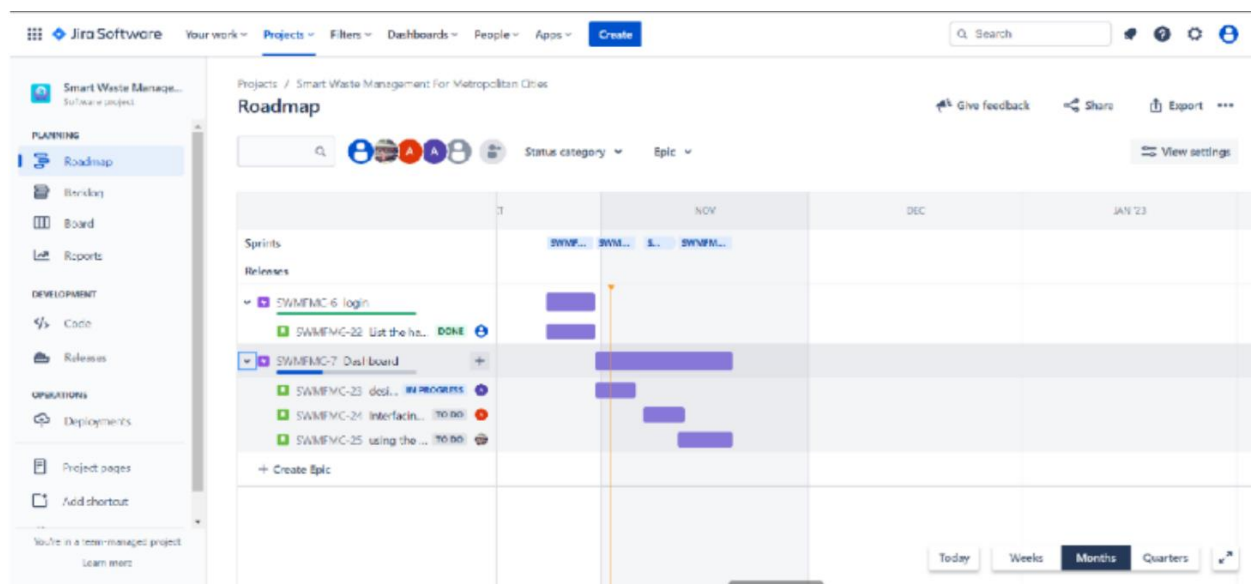 Jira Software Your work Projects Filters Dashboards People Apps Create Search
Smart Waste Manage...
Software project
Projects / Smart Waste Management For Metropolitan Cities
Roadmap
Give feedback Share Export
PLANNING
Roadmap
Backlog
Board
Reports
DEVELOPMENT
Code
Releases
OPERATIONS
Deployments
Project pages
Add shortcut
You're in a team-managed project
Learn more
A A Status category Epic View settings
T NOV DEC JAN '23
Sprints SWMF... SWM... S... SWMFM...
Releases
SWMFMC-6 login
SWMFMC-22 List the ha... DONE
SWMFMC-7 Dashboard
SWMFMC-23 desi... IN PROGRESS A
SWMFMC-24 Interfacin... TO DO A
SWMFMC-25 using the ... TO DO
+ Create Epic
Today Weeks Months Quarters